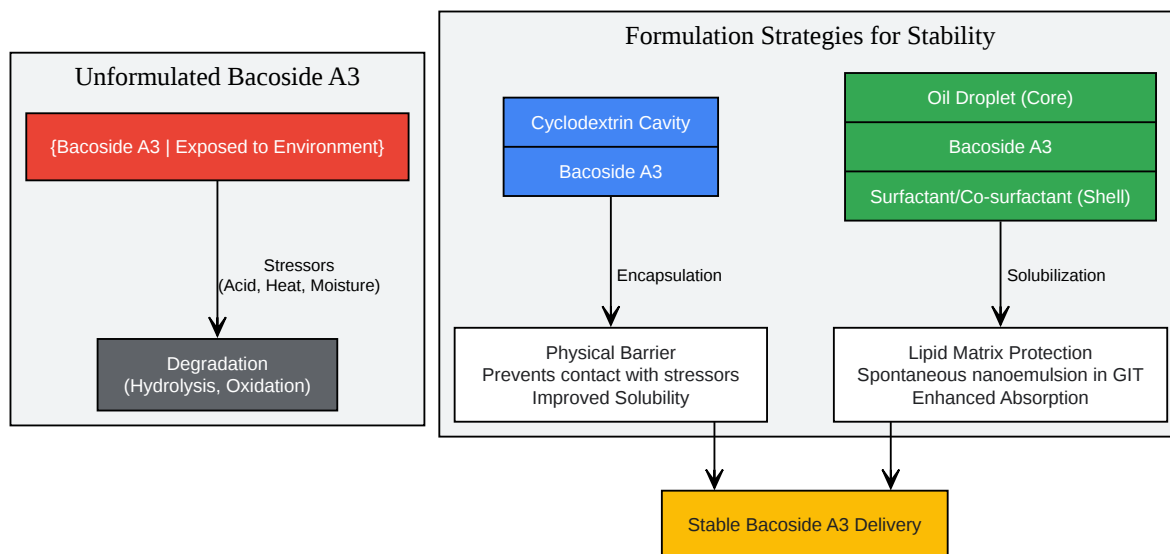 Unformulated Bacoside A3
{Bacoside A3 | Exposed to Environment}
Stressors
(Acid, Heat, Moisture)
Degradation
(Hydrolysis, Oxidation)
Formulation Strategies for Stability
Cyclodextrin Cavity
Bacoside A3
Encapsulation
Physical Barrier
Prevents contact with stressors
Improved Solubility
Oil Droplet (Core)
Bacoside A3
Surfactant/Co-surfactant (Shell)
Solubilization
Lipid Matrix Protection
Spontaneous nanoemulsion in GIT
Enhanced Absorption
Stable Bacoside A3 Delivery